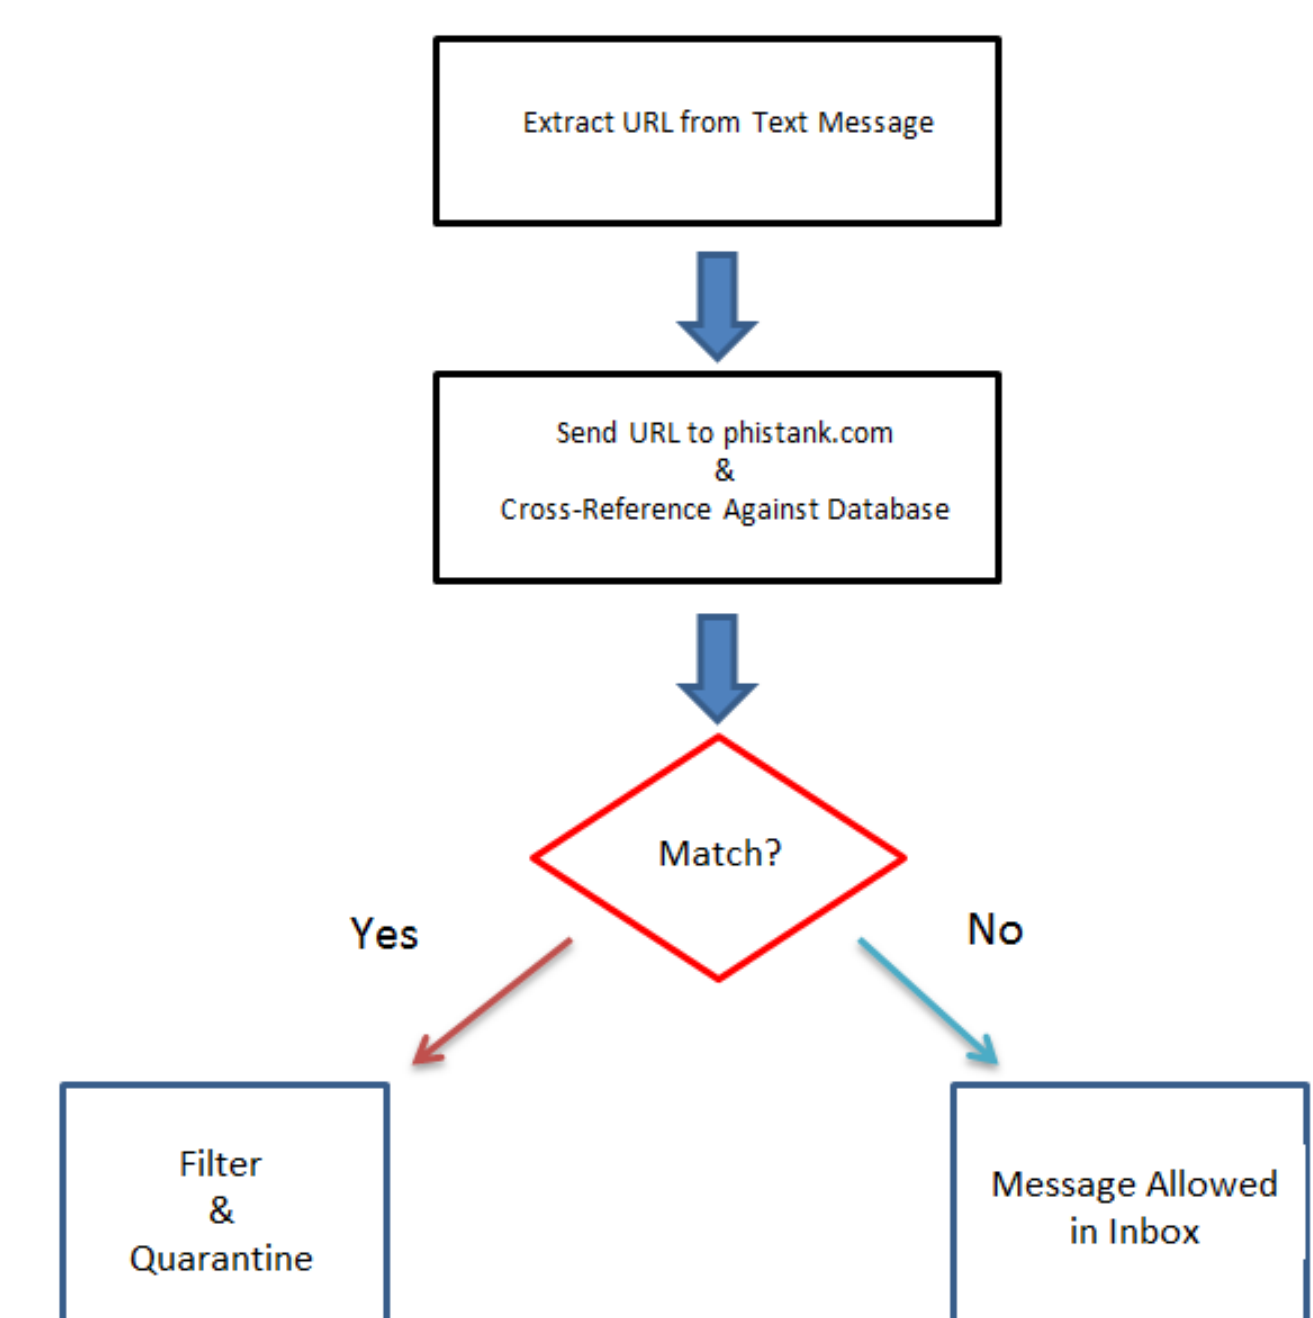 Extract URL from Text Message
Send URL to phistank.com
&
Cross-Reference Against Database
Match?
Yes
No
Filter
&
Quarantine
Message Allowed
in Inbox